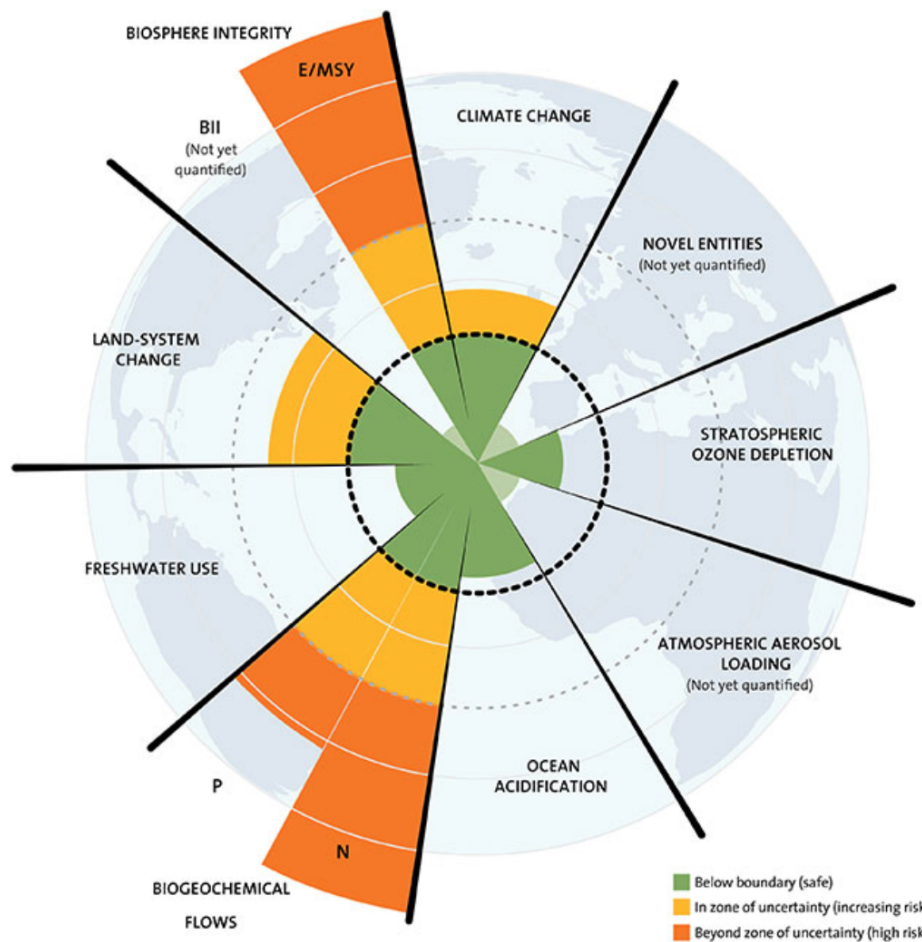 BIOSPHERE INTEGRITY
E/MSY
CLIMATE CHANGE
BII
(Not yet
quantified)
NOVEL ENTITIES
(Not yet quantified)
LAND-SYSTEM
CHANGE
STRATOSPHERIC
OZONE DEPLETION
FRESHWATER USE
ATMOSPHERIC AEROSOL
LOADING
(Not yet quantified)
OCEAN
ACIDIFICATION
P
N
BIOGEOCHEMICAL
FLOWS
Below boundary (safe)
In zone of uncertainty (increasing risk
Beyond zone of uncertainty (high risk